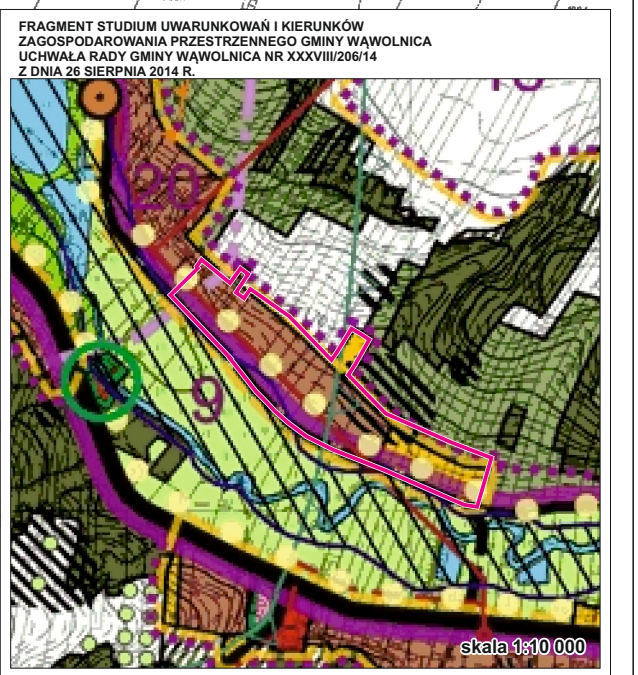 FRAGMENT STUDIUM UWARUNKOWAŃ I KIERUNKÓW
ZAGOSPODAROWANIA PRZESTRZENNEGO GMINY WĄWOLNICA
UCHWAŁA RADY GMINY WĄWOLNICA NR XXXVIII/206/14
Z DNIA 26 SIERPNIA 2014 R.
20
9
skala 1:10 000